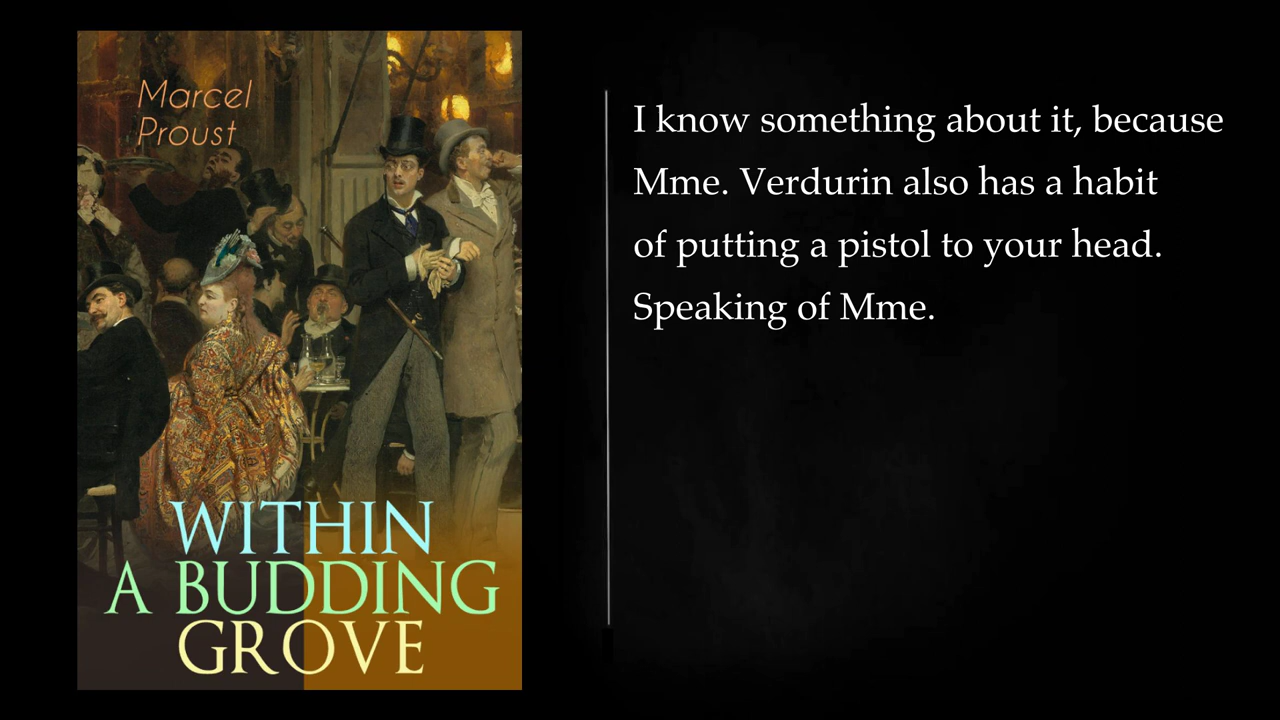 Marcel
Proust
WITHIN
A BUDDING
GROVE
I know something about it, because
Mme. Verdurin also has a habit
of putting a pistol to your head.
Speaking of Mme.